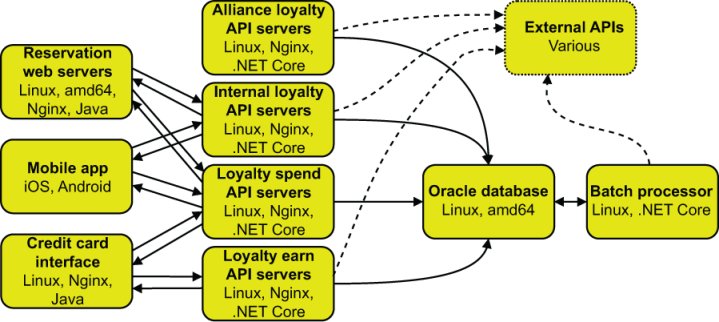 Reservation
web servers
Linux, amd64,
Nginx, Java
Mobile app
iOS, Android
Credit card
interface
Linux, Nginx,
Java
Alliance loyalty
API servers
Linux, Nginx,
.NET Core
Internal loyalty
API servers
Linux, Nginx,
.NET Core
Loyalty spend
API servers
Linux, Nginx,
.NET Core
Loyalty earn
API servers
Linux, Nginx,
.NET Core
External APIs
Various
Oracle database
Linux, amd64
Batch processor
Linux, .NET Core